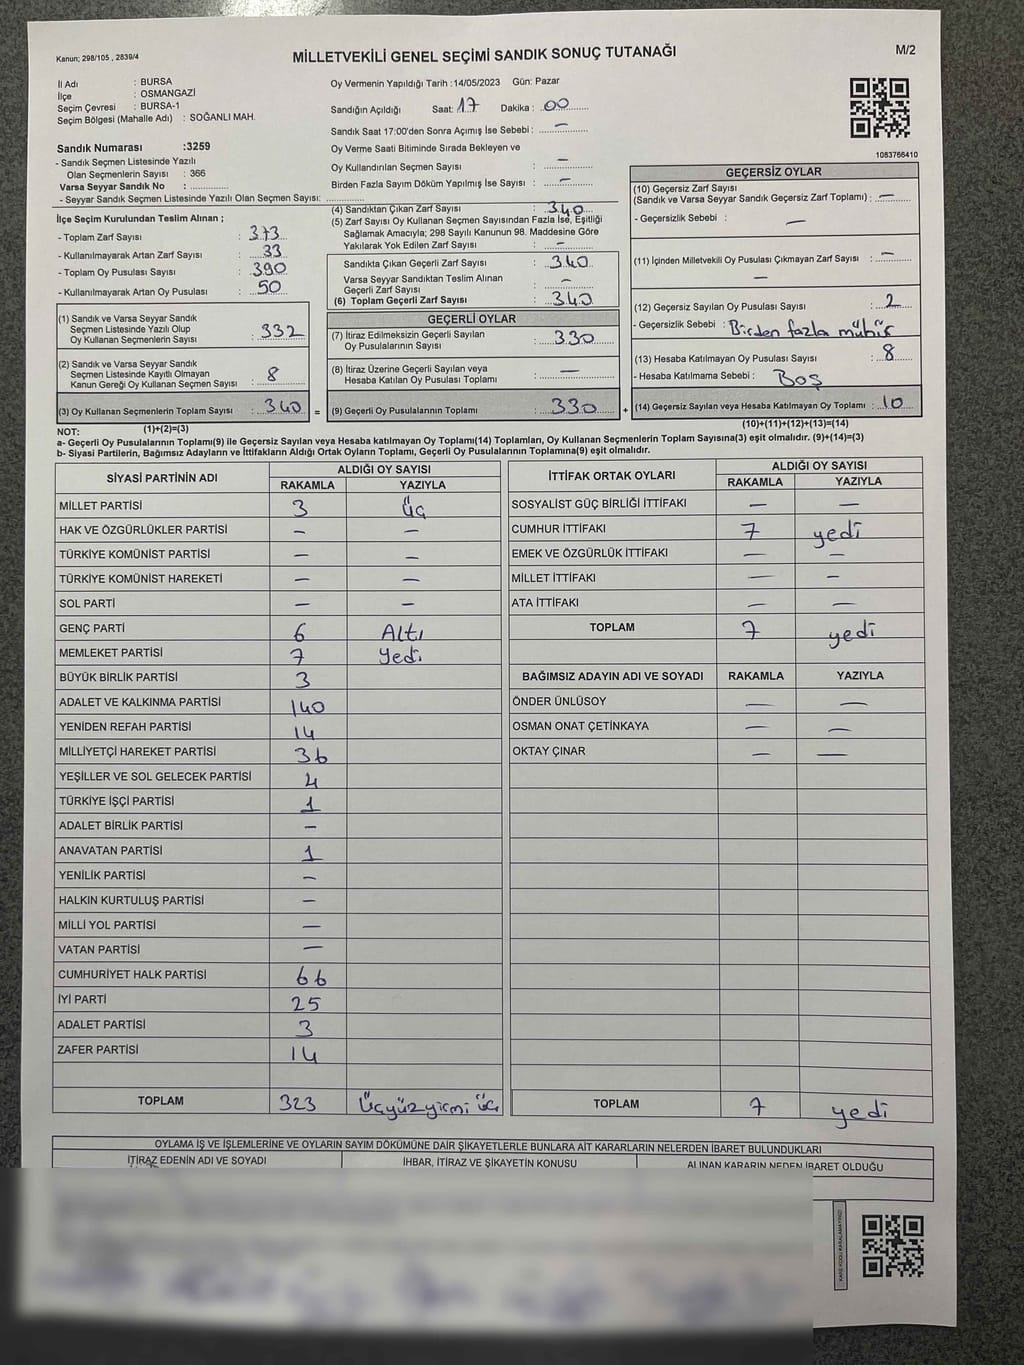 Kanun; 298/105 , 2839/4
MİLLETVEKİLİ GENEL SEÇİMİ SANDIK SONUÇ TUTANAĞI
M/2
İl Adı : BURSA
İlçe : OSMANGAZİ
Seçim Çevresi : BURSA-1
Seçim Bölgesi (Mahalle Adı) : SOĞANLI MAH.
Sandık Numarası :3259
- Sandık Seçmen Listesinde Yazılı
Olan Seçmenlerin Sayısı : 366
Varsa Seyyar Sandık No : ..............
- Seyyar Sandık Seçmen Listesinde Yazılı Olan Seçmen Sayısı: ..............
İlçe Seçim Kurulundan Teslim Alınan ;
- Toplam Zarf Sayısı : 373
- Kullanılmayarak Artan Zarf Sayısı : 33
- Toplam Oy Pusulası Sayısı : 390
- Kullanılmayarak Artan Oy Pusulası : 50
(1) Sandık ve Varsa Seyyar Sandık
Seçmen Listesinde Yazılı Olup
Oy Kullanan Seçmenlerin Sayısı : 332
(2) Sandık ve Varsa Seyyar Sandık
Seçmen Listesinde Kayıtlı Olmayan
Kanun Gereği Oy Kullanan Seçmen Sayısı : 8
(3) Oy Kullanan Seçmenlerin Toplam Sayısı : 340 =
(1)+(2)=(3)
Oy Vermenin Yapıldığı Tarih :14/05/2023 Gün: Pazar
Sandığın Açıldığı Saat: 17 Dakika : 00
Sandık Saat 17:00'den Sonra Açımış İse Sebebi : —
Oy Verme Saati Bitiminde Sırada Bekleyen ve
Oy Kullandırılan Seçmen Sayısı : —
Birden Fazla Sayım Döküm Yapılmış İse Sayısı : —
(4) Sandıktan Çıkan Zarf Sayısı : 340
(5) Zarf Sayısı Oy Kullanan Seçmen Sayısından Fazla İse, Eşitliği
Sağlamak Amacıyla; 298 Sayılı Kanunun 98. Maddesine Göre
Yakılarak Yok Edilen Zarf Sayısı : —
Sandıkta Çıkan Geçerli Zarf Sayısı : 340
Varsa Seyyar Sandıktan Teslim Alınan
Geçerli Zarf Sayısı : —
(6) Toplam Geçerli Zarf Sayısı : 340
GEÇERLİ OYLAR
(7) İtiraz Edilmeksizin Geçerli Sayılan
Oy Pusulalarının Sayısı : 330
(8) İtiraz Üzerine Geçerli Sayılan veya
Hesaba Katılan Oy Pusulası Toplamı : —
(9) Geçerli Oy Pusulalarının Toplamı : 330 +
1083766410
GEÇERSİZ OYLAR
(10) Geçersiz Zarf Sayısı
(Sandık ve Varsa Seyyar Sandık Geçersiz Zarf Toplamı) : —
- Geçersizlik Sebebi : —
(11) İçinden Milletvekili Oy Pusulası Çıkmayan Zarf Sayısı : —
—
(12) Geçersiz Sayılan Oy Pusulası Sayısı : 2
- Geçersizlik Sebebi : Birden fazla mühür
(13) Hesaba Katılmayan Oy Pusulası Sayısı : 8
- Hesaba Katılmama Sebebi : Boş
(14) Geçersiz Sayılan veya Hesaba Katılmayan Oy Toplamı : 10
(10)+(11)+(12)+(13)=(14)
NOT:
a- Geçerli Oy Pusulalarının Toplamı(9) ile Geçersiz Sayılan veya Hesaba katılmayan Oy Toplamı(14) Toplamları, Oy Kullanan Seçmenlerin Toplam Sayısına(3) eşit olmalıdır. (9)+(14)=(3)
b- Siyasi Partilerin, Bağımsız Adayların ve İttifakların Aldığı Ortak Oyların Toplamı, Geçerli Oy Pusulalarının Toplamına(9) eşit olmalıdır.
SİYASİ PARTİNİN ADI ALDIĞI OY SAYISI
RAKAMLA YAZIYLA
MİLLET PARTİSİ 3 Üç
HAK VE ÖZGÜRLÜKLER PARTİSİ — —
TÜRKİYE KOMÜNİST PARTİSİ — —
TÜRKİYE KOMÜNİST HAREKETİ — —
SOL PARTİ — —
GENÇ PARTİ 6 Altı
MEMLEKET PARTİSİ 7 Yedi
BÜYÜK BİRLİK PARTİSİ 3
ADALET VE KALKINMA PARTİSİ 140
YENİDEN REFAH PARTİSİ 14
MİLLİYETÇİ HAREKET PARTİSİ 36
YEŞİLLER VE SOL GELECEK PARTİSİ 4
TÜRKİYE İŞÇİ PARTİSİ 1
ADALET BİRLİK PARTİSİ —
ANAVATAN PARTİSİ 1
YENİLİK PARTİSİ —
HALKIN KURTULUŞ PARTİSİ —
MİLLİ YOL PARTİSİ —
VATAN PARTİSİ —
CUMHURİYET HALK PARTİSİ 66
İYİ PARTİ 25
ADALET PARTİSİ 3
ZAFER PARTİSİ 14
TOPLAM 323 Üçyüzyirmi üç
İTTİFAK ORTAK OYLARI ALDIĞI OY SAYISI
RAKAMLA YAZIYLA
SOSYALİST GÜÇ BİRLİĞİ İTTİFAKI — —
CUMHUR İTTİFAKI 7 yedi
EMEK VE ÖZGÜRLÜK İTTİFAKI — —
MİLLET İTTİFAKI — —
ATA İTTİFAKI — —
TOPLAM 7 yedi
BAĞIMSIZ ADAYIN ADI VE SOYADI RAKAMLA YAZIYLA
ÖNDER ÜNLÜSOY — —
OSMAN ONAT ÇETİNKAYA — —
OKTAY ÇINAR — —
TOPLAM 7 yedi
OYLAMA İŞ VE İŞLEMLERİNE VE OYLARIN SAYIM DÖKÜMÜNE DAİR ŞİKAYETLERLE BUNLARA AİT KARARLARIN NELERDEN İBARET BULUNDUKLARI
İTİRAZ EDENİN ADI VE SOYADI İHBAR, İTİRAZ VE ŞİKAYETİN KONUSU ALINAN KARARIN NEDEN İBARET OLDUĞU
KARE KODU KARALAMAYINIZ!